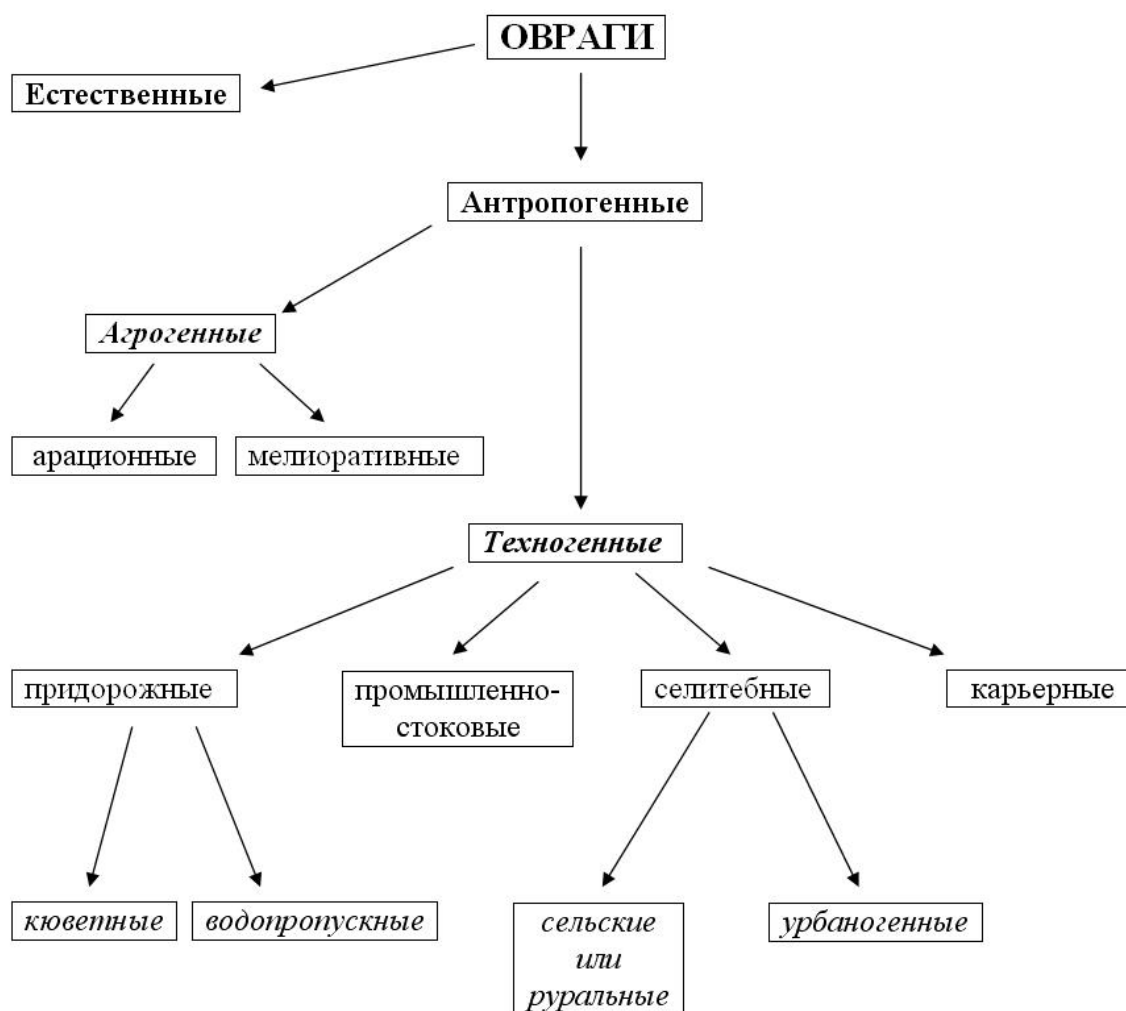 ОВРАГИ
Естественные
Антропогенные
Агрогенные
арационные
мелиоративные
Техногенные
придорожные
промышленно-
стоковые
селитебные
карьерные
кюветные
водопропускные
сельские
или
руральные
урбаногенные